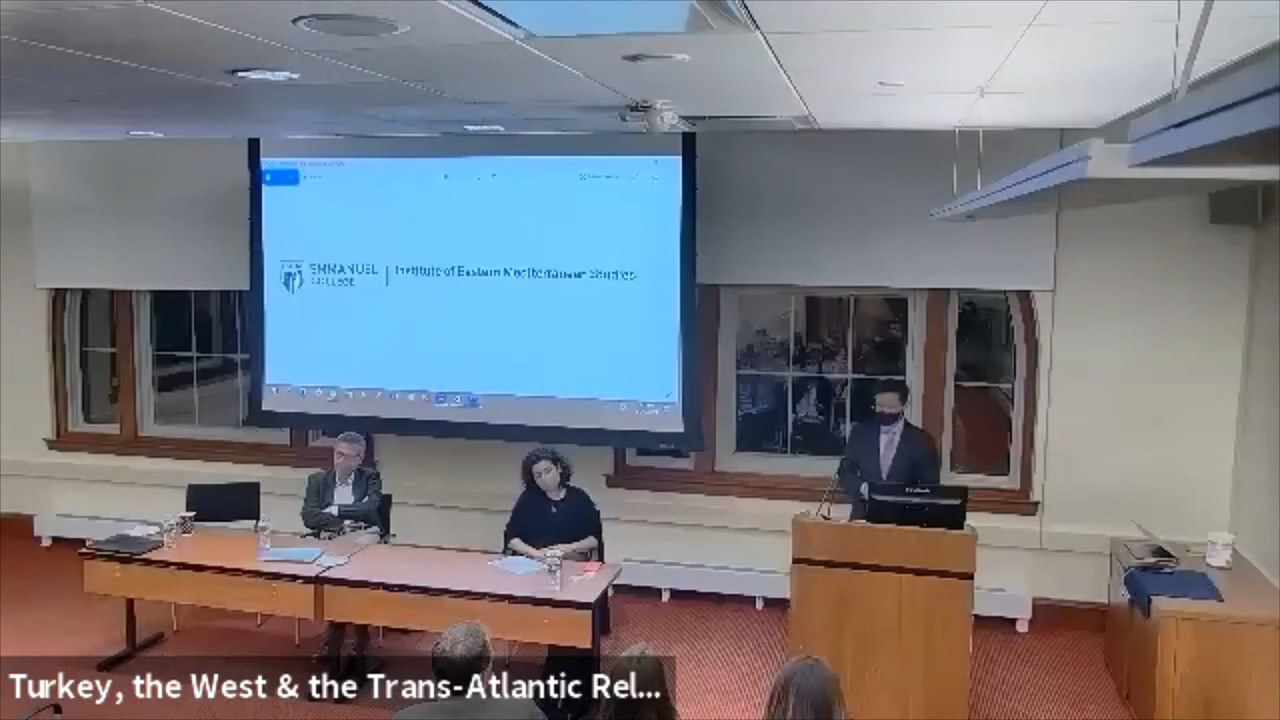 EMMANUEL
COLLEGE
Institute of Eastern Mediterranean Studies
Turkey, the West & the Trans-Atlantic Rel...